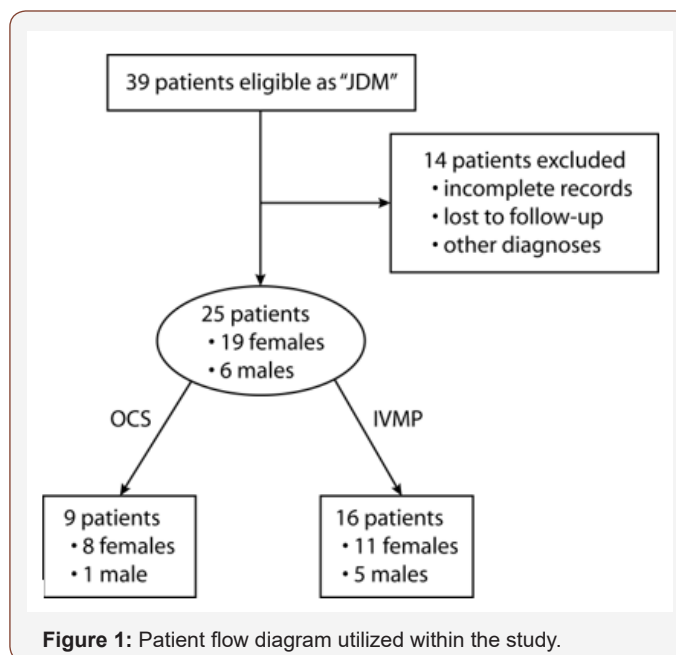 39 patients eligible as “JDM”
14 patients excluded
• incomplete records
• lost to follow-up
• other diagnoses
25 patients
• 19 females
• 6 males
OCS
IVMP
9 patients
• 8 females
• 1 male
16 patients
• 11 females
• 5 males
Figure 1: Patient flow diagram utilized within the study.